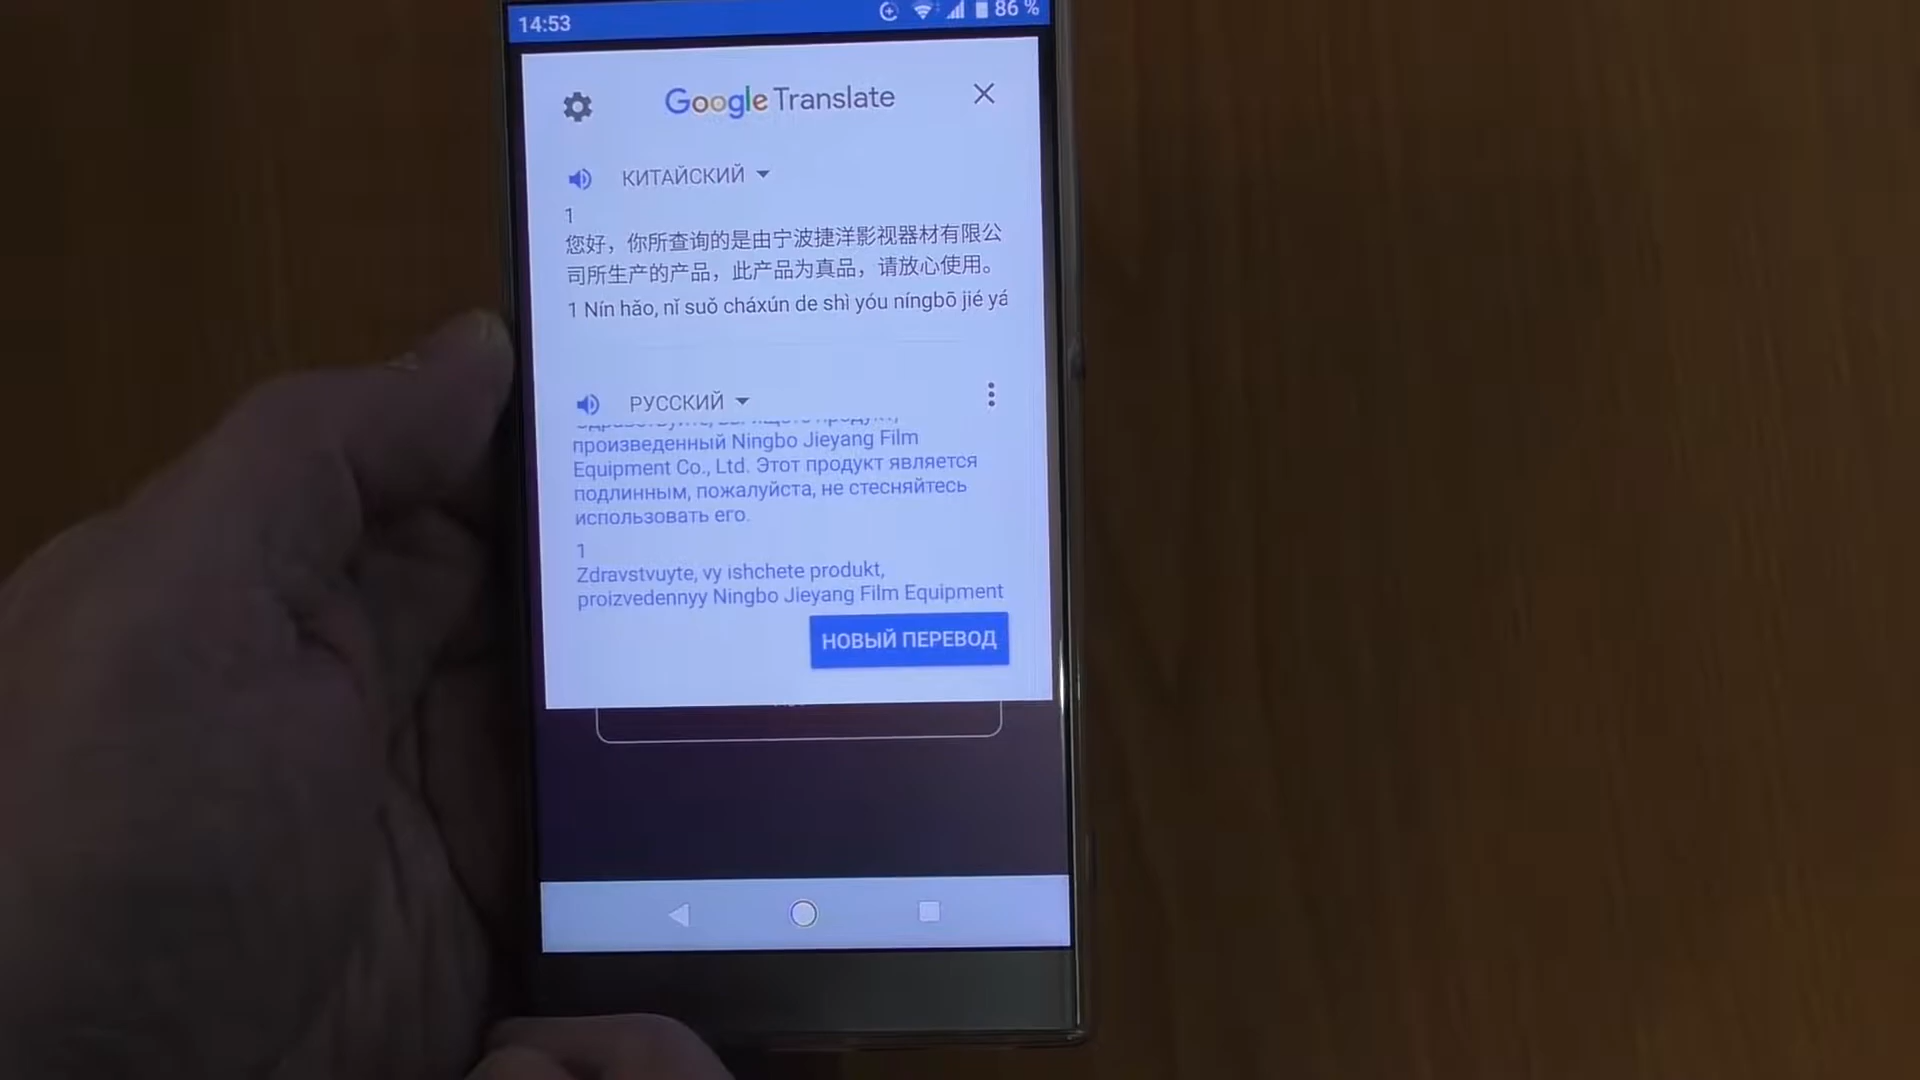 14:53
86 %
Google Translate
КИТАЙСКИЙ
1
您好，你所查询的是由宁波捷洋影视器材有限公
司所生产的产品，此产品为真品，请放心使用。
1 Nín hǎo, nǐ suǒ cháxún de shì yóu níngbō jié yá
РУССКИЙ
произведенный Ningbo Jieyang Film
Equipment Co., Ltd. Этот продукт является
подлинным, пожалуйста, не стесняйтесь
использовать его.
1
Zdravstvuyte, vy ishchete produkt,
proizvedennyy Ningbo Jieyang Film Equipment
НОВЫЙ ПЕРЕВОД